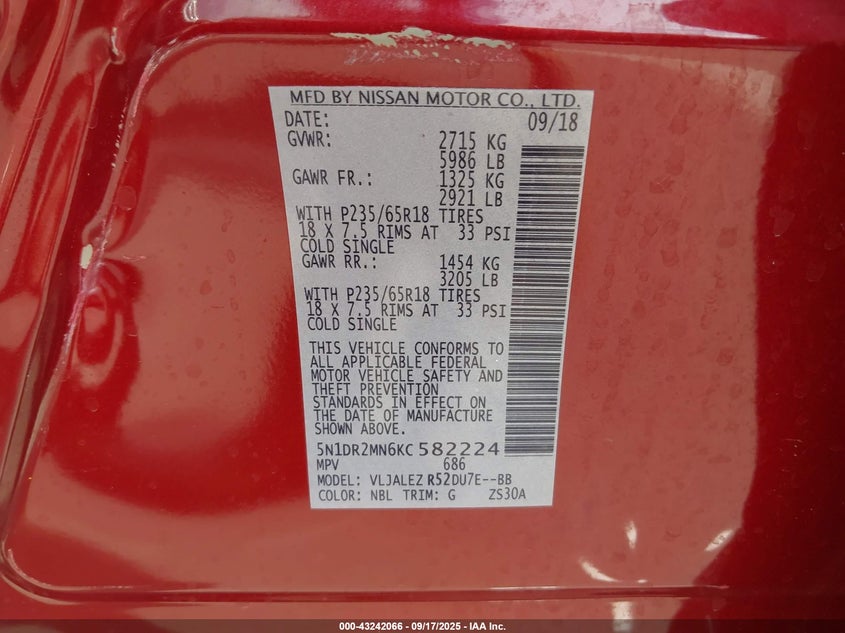 MFD BY NISSAN MOTOR CO., LTD.
DATE: 09/18
GVWR: 2715 KG
5986 LB
GAWR FR.: 1325 KG
2921 LB
WITH P235/65R18 TIRES
18 X 7.5 RIMS AT 33 PSI
COLD SINGLE
GAWR RR.: 1454 KG
3205 LB
WITH P235/65R18 TIRES
18 X 7.5 RIMS AT 33 PSI
COLD SINGLE
THIS VEHICLE CONFORMS TO
ALL APPLICABLE FEDERAL
MOTOR VEHICLE SAFETY AND
THEFT PREVENTION
STANDARDS IN EFFECT ON
THE DATE OF MANUFACTURE
SHOWN ABOVE.
5N1DR2MN6KC582224
MPV 686
MODEL: VLJALEZ R52DU7E--BB
COLOR: NBL TRIM: G ZS30A
000-43242066 - 09/17/2025 - IAA Inc.